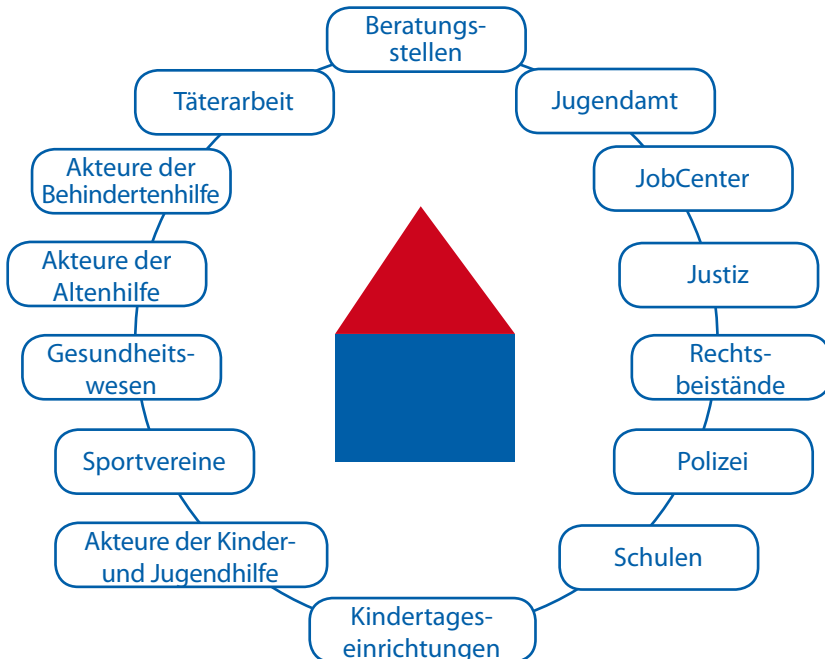 Beratungs-
stellen
Täterarbeit
Jugendamt
Akteure der
Behindertenhilfe
JobCenter
Akteure der
Altenhilfe
Justiz
Gesundheits-
wesen
Rechts-
beistände
Sportvereine
Polizei
Akteure der Kinder-
und Jugendhilfe
Schulen
Kindertages-
einrichtungen